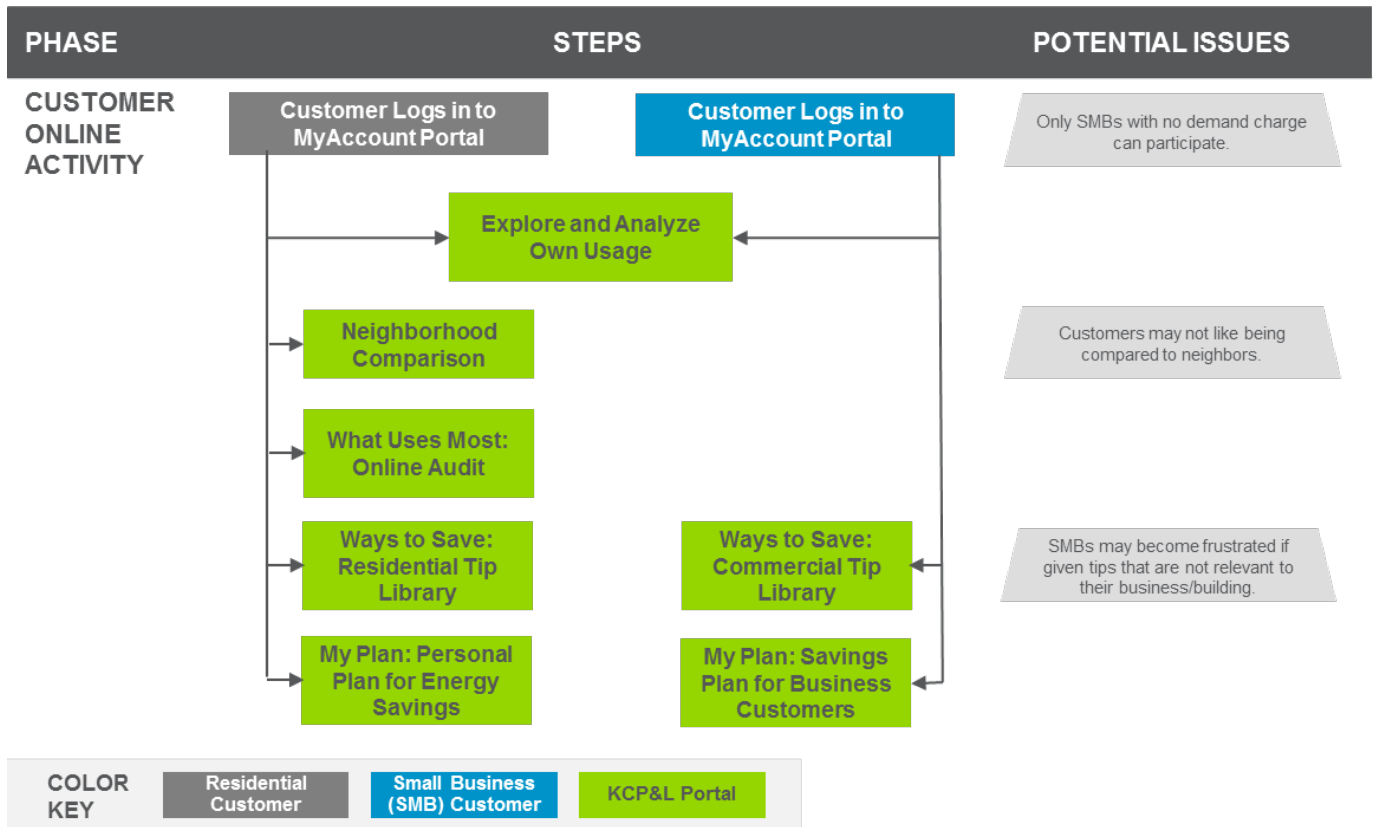 PHASE
STEPS
POTENTIAL ISSUES
CUSTOMER
ONLINE
ACTIVITY
Customer Logs in to
MyAccount Portal
Customer Logs in to
MyAccount Portal
Only SMBs with no demand charge
can participate.
Explore and Analyze
Own Usage
Neighborhood
Comparison
Customers may not like being
compared to neighbors.
What Uses Most:
Online Audit
Ways to Save:
Residential Tip
Library
Ways to Save:
Commercial Tip
Library
SMBs may become frustrated if
given tips that are not relevant to
their business/building.
My Plan: Personal
Plan for Energy
Savings
My Plan: Savings
Plan for Business
Customers
COLOR
KEY
Residential
Customer
Small Business
(SMB) Customer
KCP&L Portal